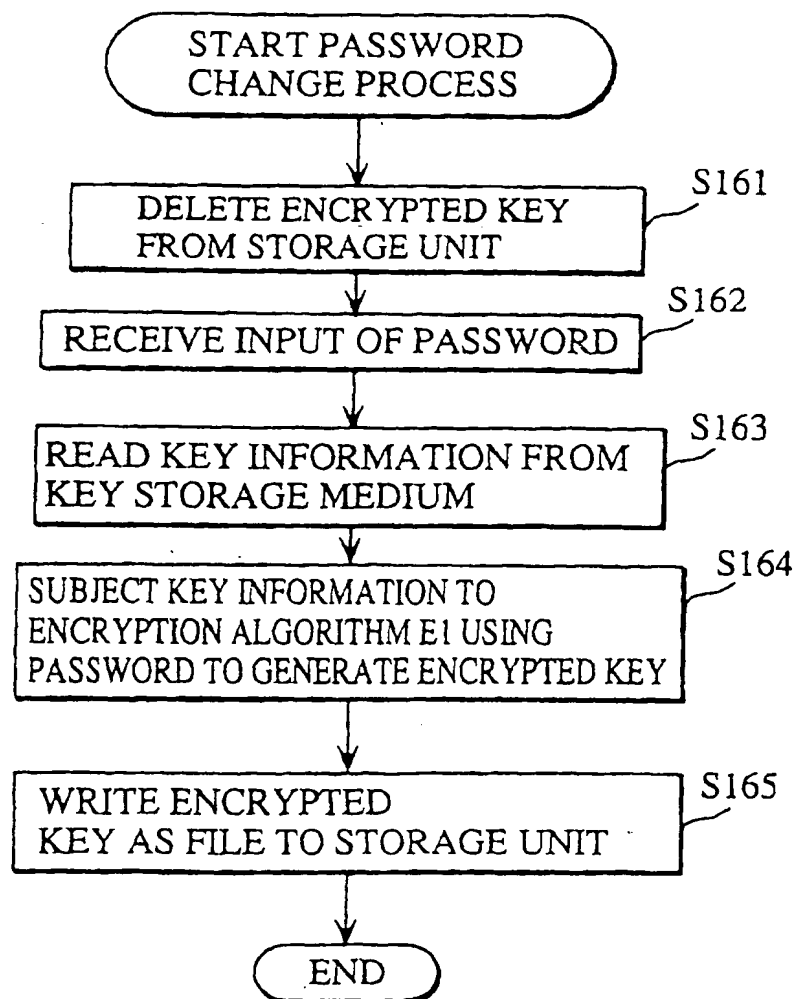 START PASSWORD
CHANGE PROCESS
S161
DELETE ENCRYPTED KEY
FROM STORAGE UNIT
S162
RECEIVE INPUT OF PASSWORD
S163
READ KEY INFORMATION FROM
KEY STORAGE MEDIUM
S164
SUBJECT KEY INFORMATION TO
ENCRYPTION ALGORITHM E1 USING
PASSWORD TO GENERATE ENCRYPTED KEY
S165
WRITE ENCRYPTED
KEY AS FILE TO STORAGE UNIT
END